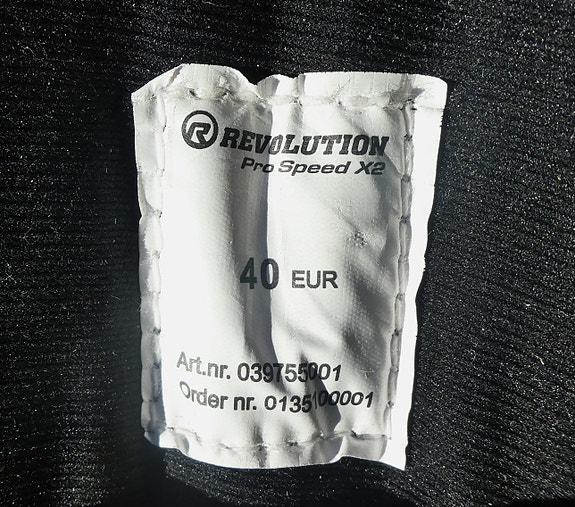 R REVOLUTION
Pro Speed X2
40 EUR
Art.nr. 039755001
Order nr. 0135100001